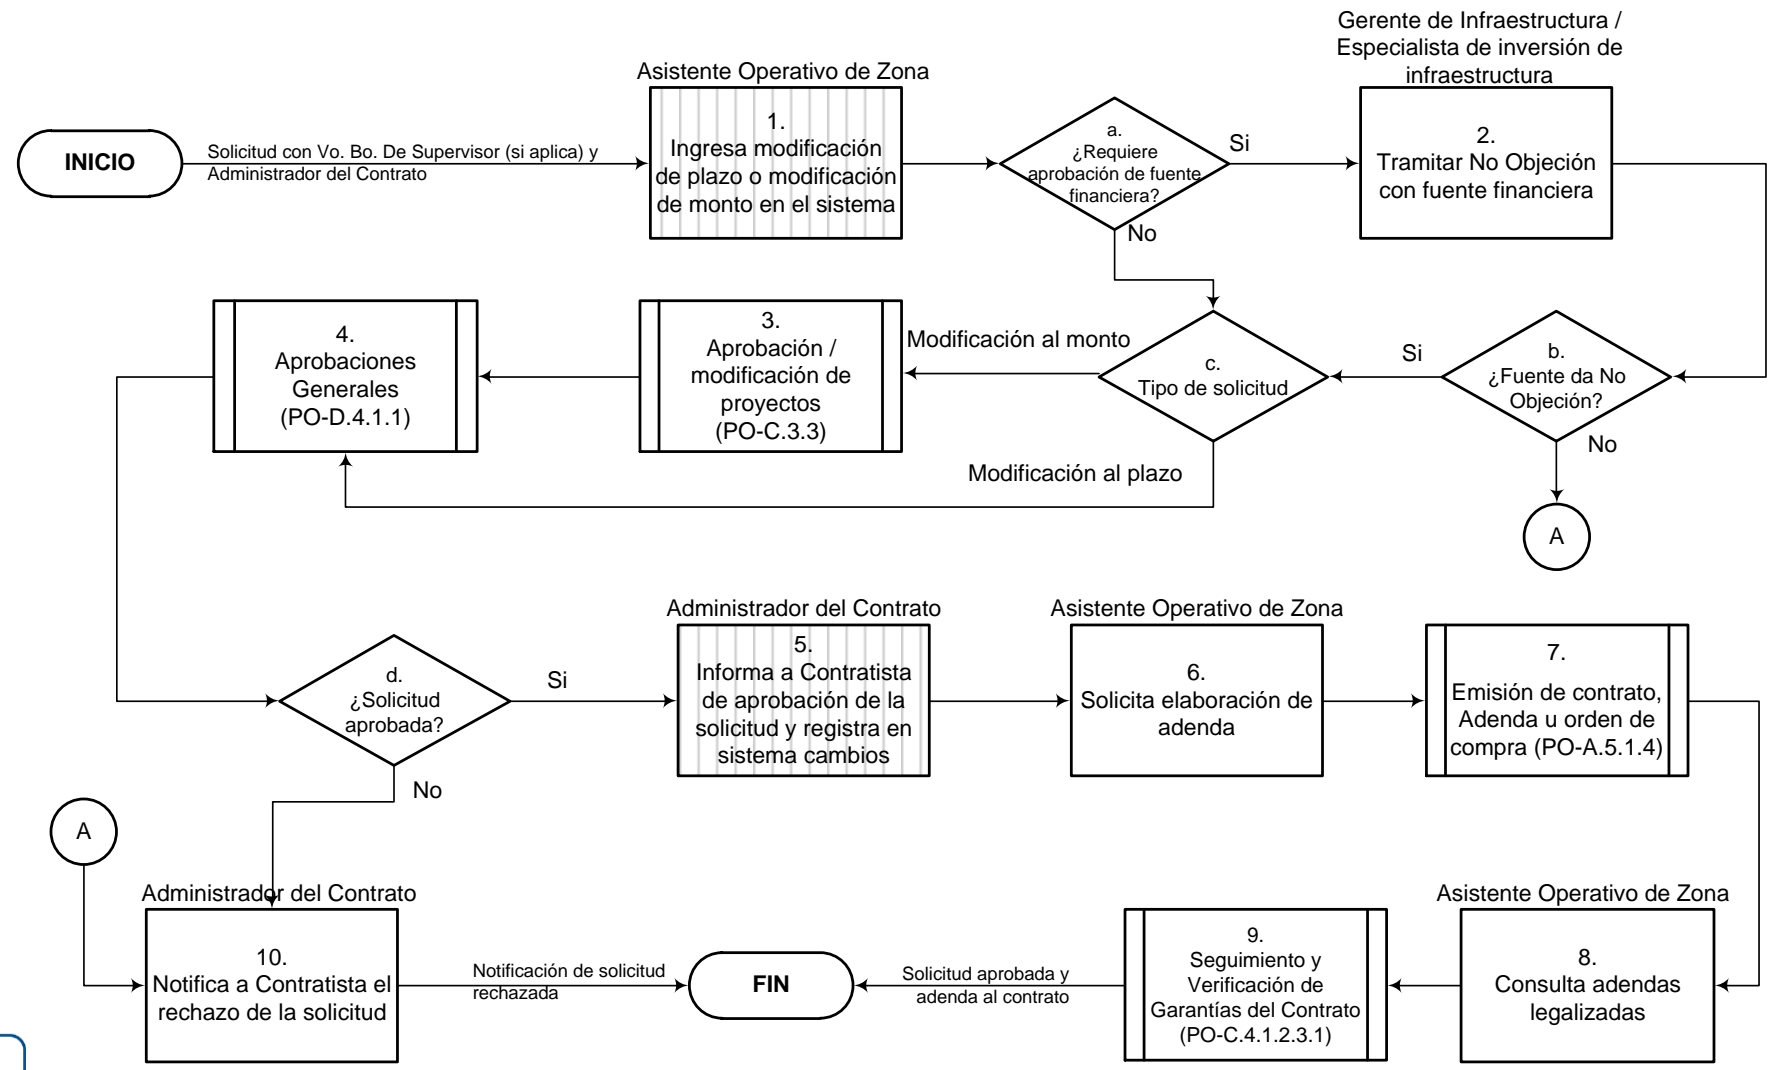 Gerente de Infraestructura /
Especialista de inversión de
infraestructura
Asistente Operativo de Zona
INICIO
Solicitud con Vo. Bo. De Supervisor (si aplica) y
Administrador del Contrato
1.
Ingresa modificación
de plazo o modificación
de monto en el sistema
a.
¿Requiere
aprobación de fuente
financiera?
Si
No
2.
Tramitar No Objeción
con fuente financiera
4.
Aprobaciones
Generales
(PO-D.4.1.1)
3.
Aprobación /
modificación de
proyectos
(PO-C.3.3)
Modificación al monto
c.
Tipo de solicitud
Si
b.
¿Fuente da No
Objeción?
No
Modificación al plazo
A
Administrador del Contrato
Asistente Operativo de Zona
d.
¿Solicitud
aprobada?
Si
No
5.
Informa a Contratista
de aprobación de la
solicitud y registra en
sistema cambios
6.
Solicita elaboración de
adenda
7.
Emisión de contrato,
Adenda u orden de
compra (PO-A.5.1.4)
A
Administrador del Contrato
Asistente Operativo de Zona
10.
Notifica a Contratista el
rechazo de la solicitud
Notificación de solicitud
rechazada
FIN
Solicitud aprobada y
adenda al contrato
9.
Seguimiento y
Verificación de
Garantías del Contrato
(PO-C.4.1.2.3.1)
8.
Consulta adendas
legalizadas